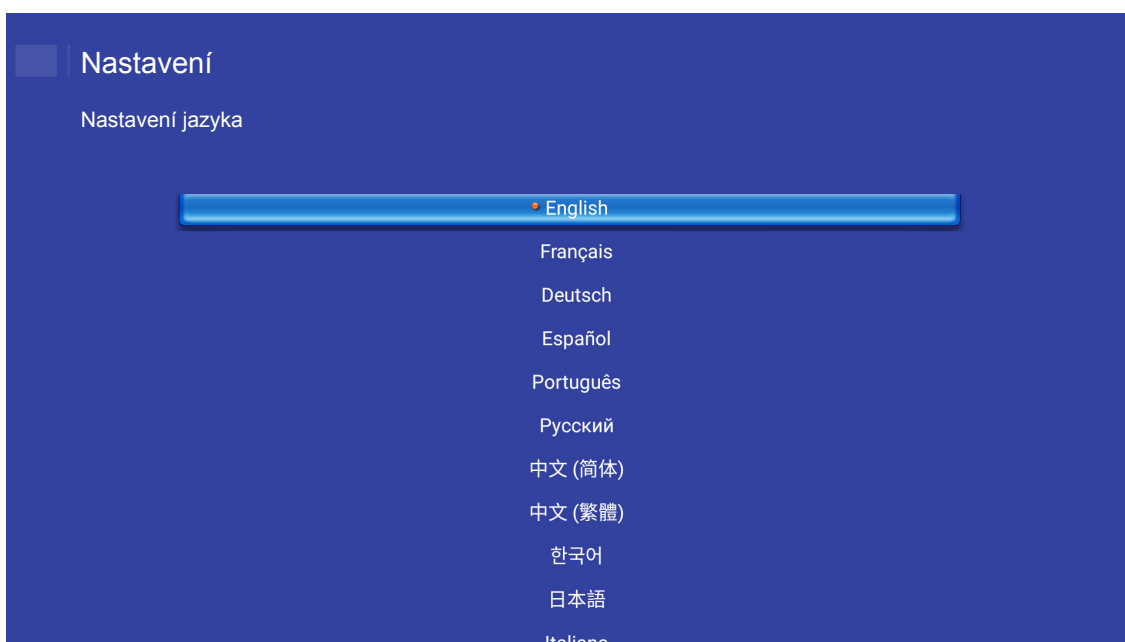 Nastavení
Nastavení jazyka
English
Français
Deutsch
Español
Português
Русский
中文 (简体)
中文 (繁體)
한국어
日本語
Italiano